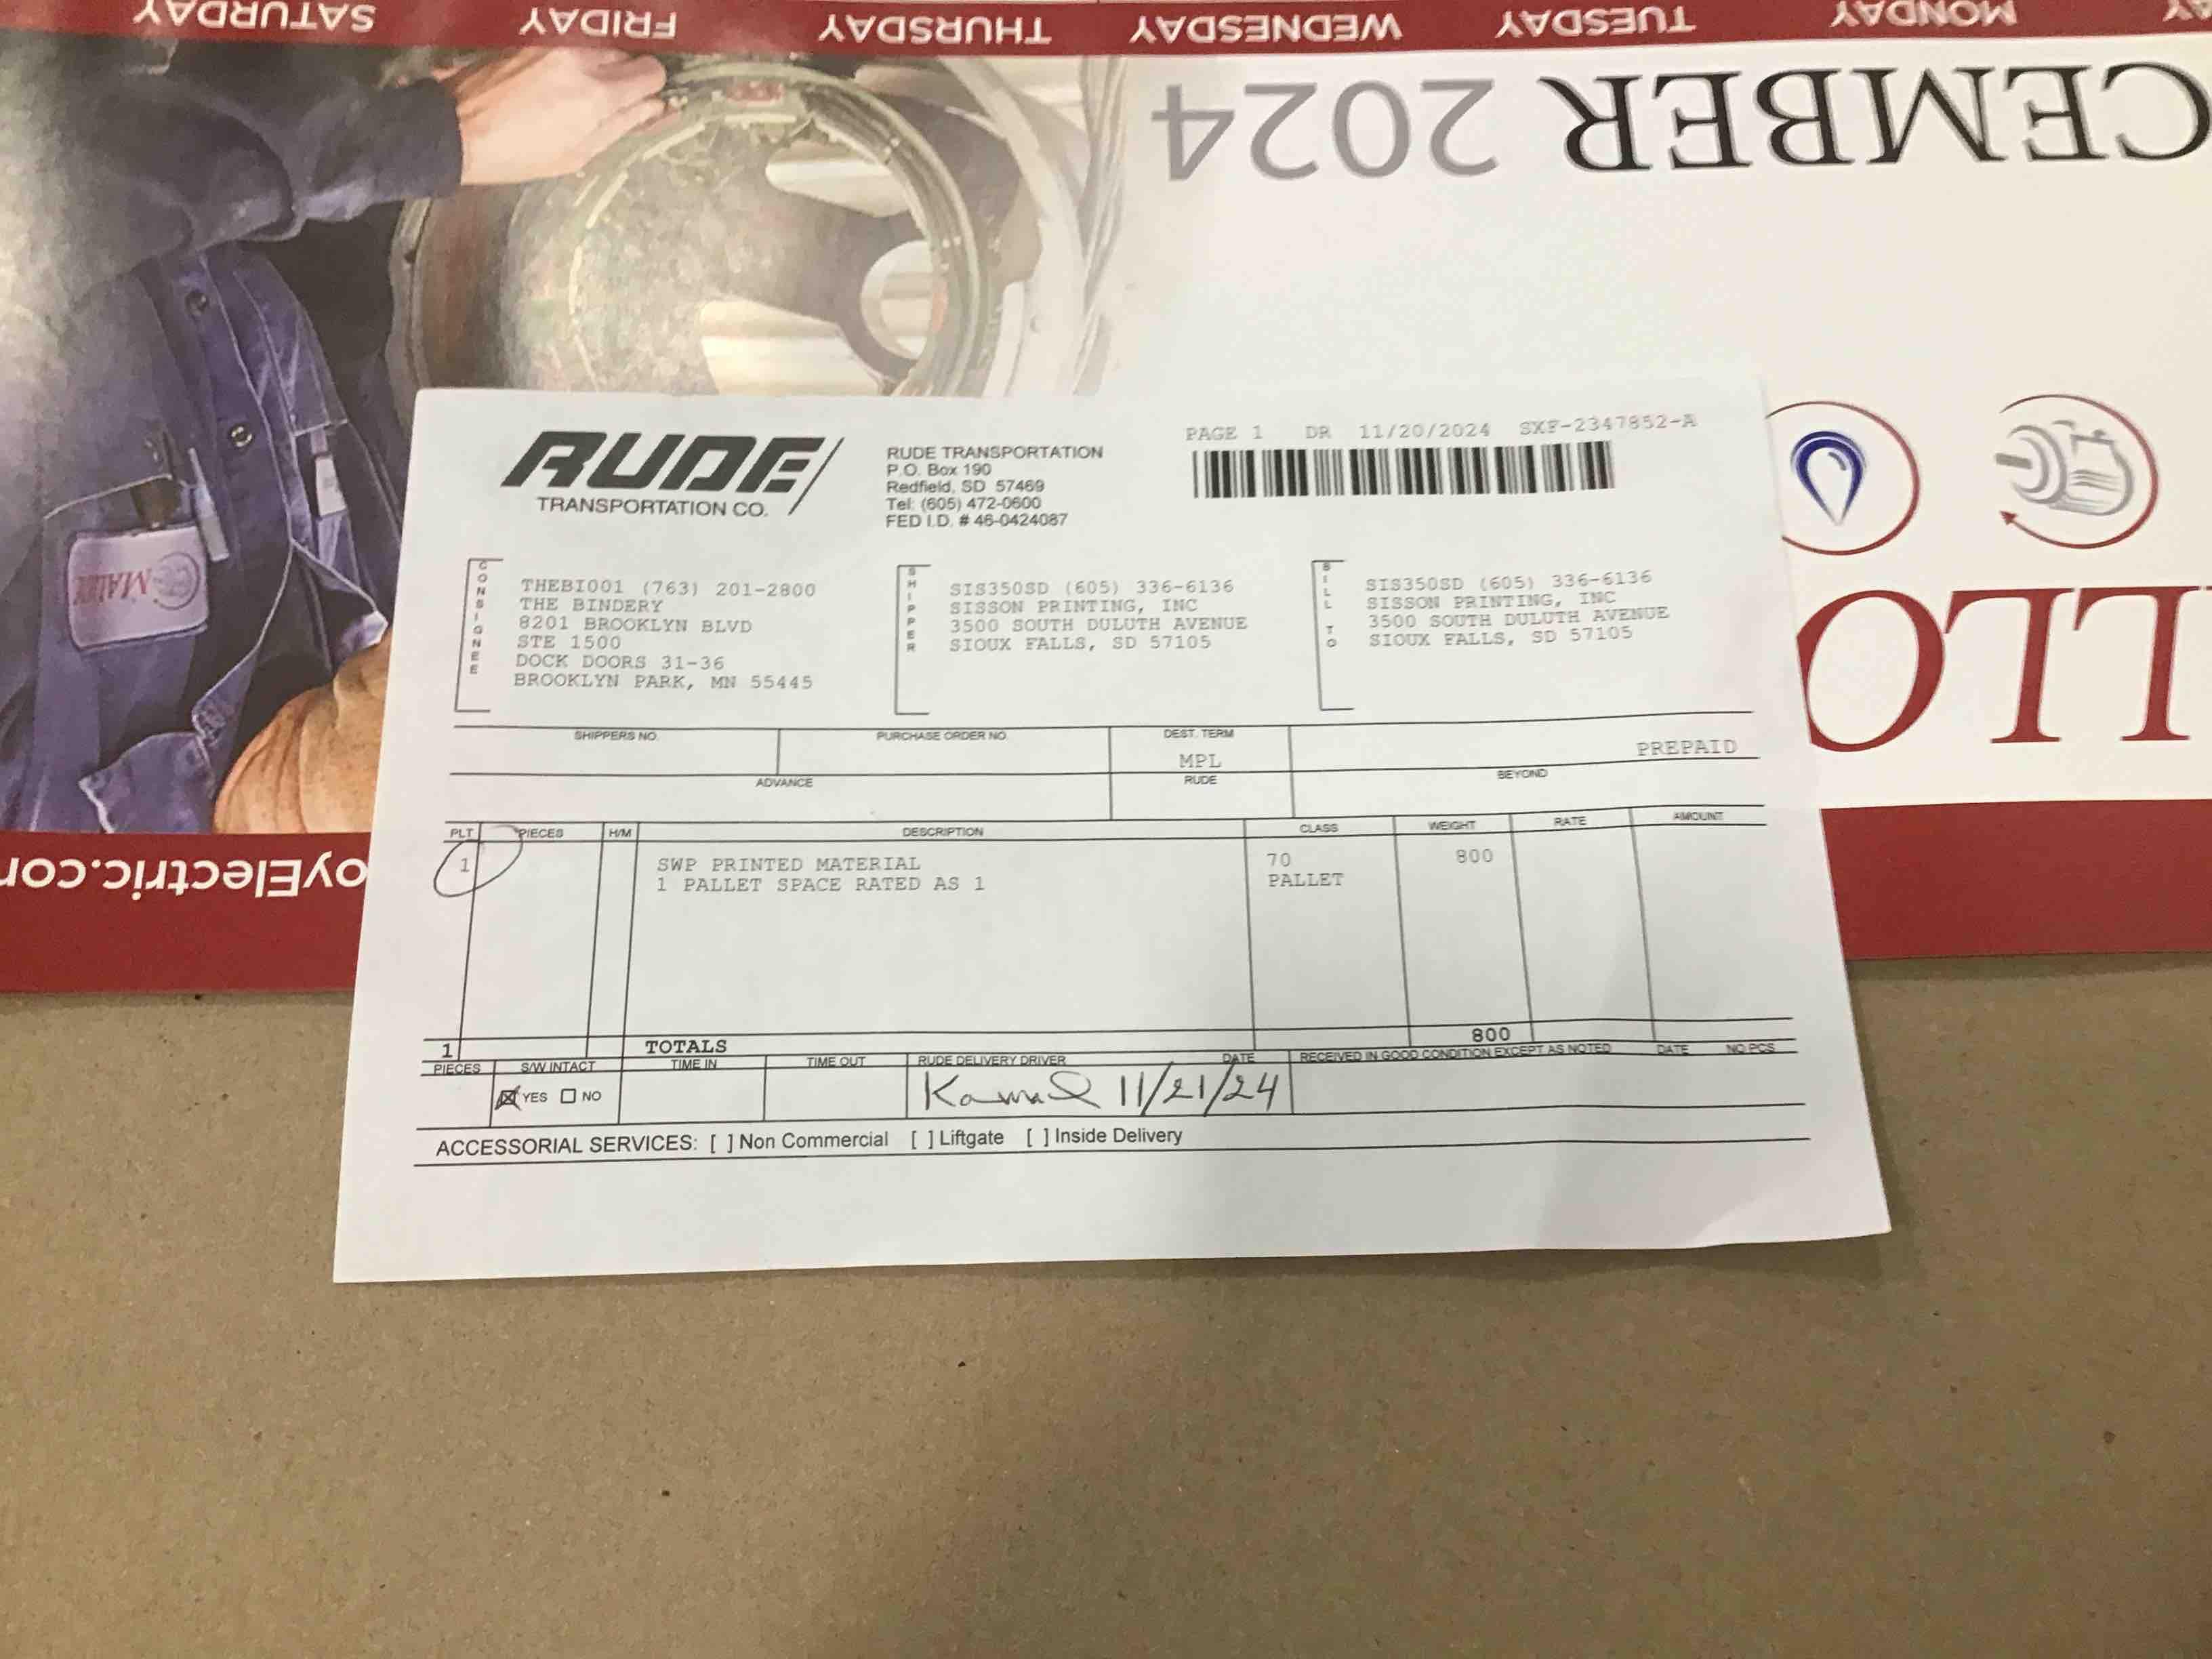 SATURDAY FRIDAY THURSDAY WEDNESDAY TUESDAY MONDAY
CEMBER 2024
LLO
oyElectric.co
RUDE
TRANSPORTATION CO.
RUDE TRANSPORTATION
P.O. Box 190
Redfield, SD 57469
Tel: (605) 472-0600
FED I.D. # 46-0424087
PAGE 1 DR 11/20/2024 SXF-2347852-A
CONSIGNEE
THEBI001 (763) 201-2800
THE BINDERY
8201 BROOKLYN BLVD
STE 1500
DOCK DOORS 31-36
BROOKLYN PARK, MN 55445
SHIPPER
SIS350SD (605) 336-6136
SISSON PRINTING, INC
3500 SOUTH DULUTH AVENUE
SIOUX FALLS, SD 57105
BILL TO
SIS350SD (605) 336-6136
SISSON PRINTING, INC
3500 SOUTH DULUTH AVENUE
SIOUX FALLS, SD 57105
SHIPPERS NO. PURCHASE ORDER NO. DEST. TERM
MPL PREPAID
ADVANCE RUDE BEYOND
PLT PIECES H/M DESCRIPTION CLASS WEIGHT RATE AMOUNT
1 SWP PRINTED MATERIAL 70 800
1 PALLET SPACE RATED AS 1 PALLET
1 TOTALS 800
PIECES S/W INTACT TIME IN TIME OUT RUDE DELIVERY DRIVER DATE RECEIVED IN GOOD CONDITION EXCEPT AS NOTED DATE NO PCS
YES NO Kamal 11/21/24
ACCESSORIAL SERVICES: [ ] Non Commercial [ ] Liftgate [ ] Inside Delivery